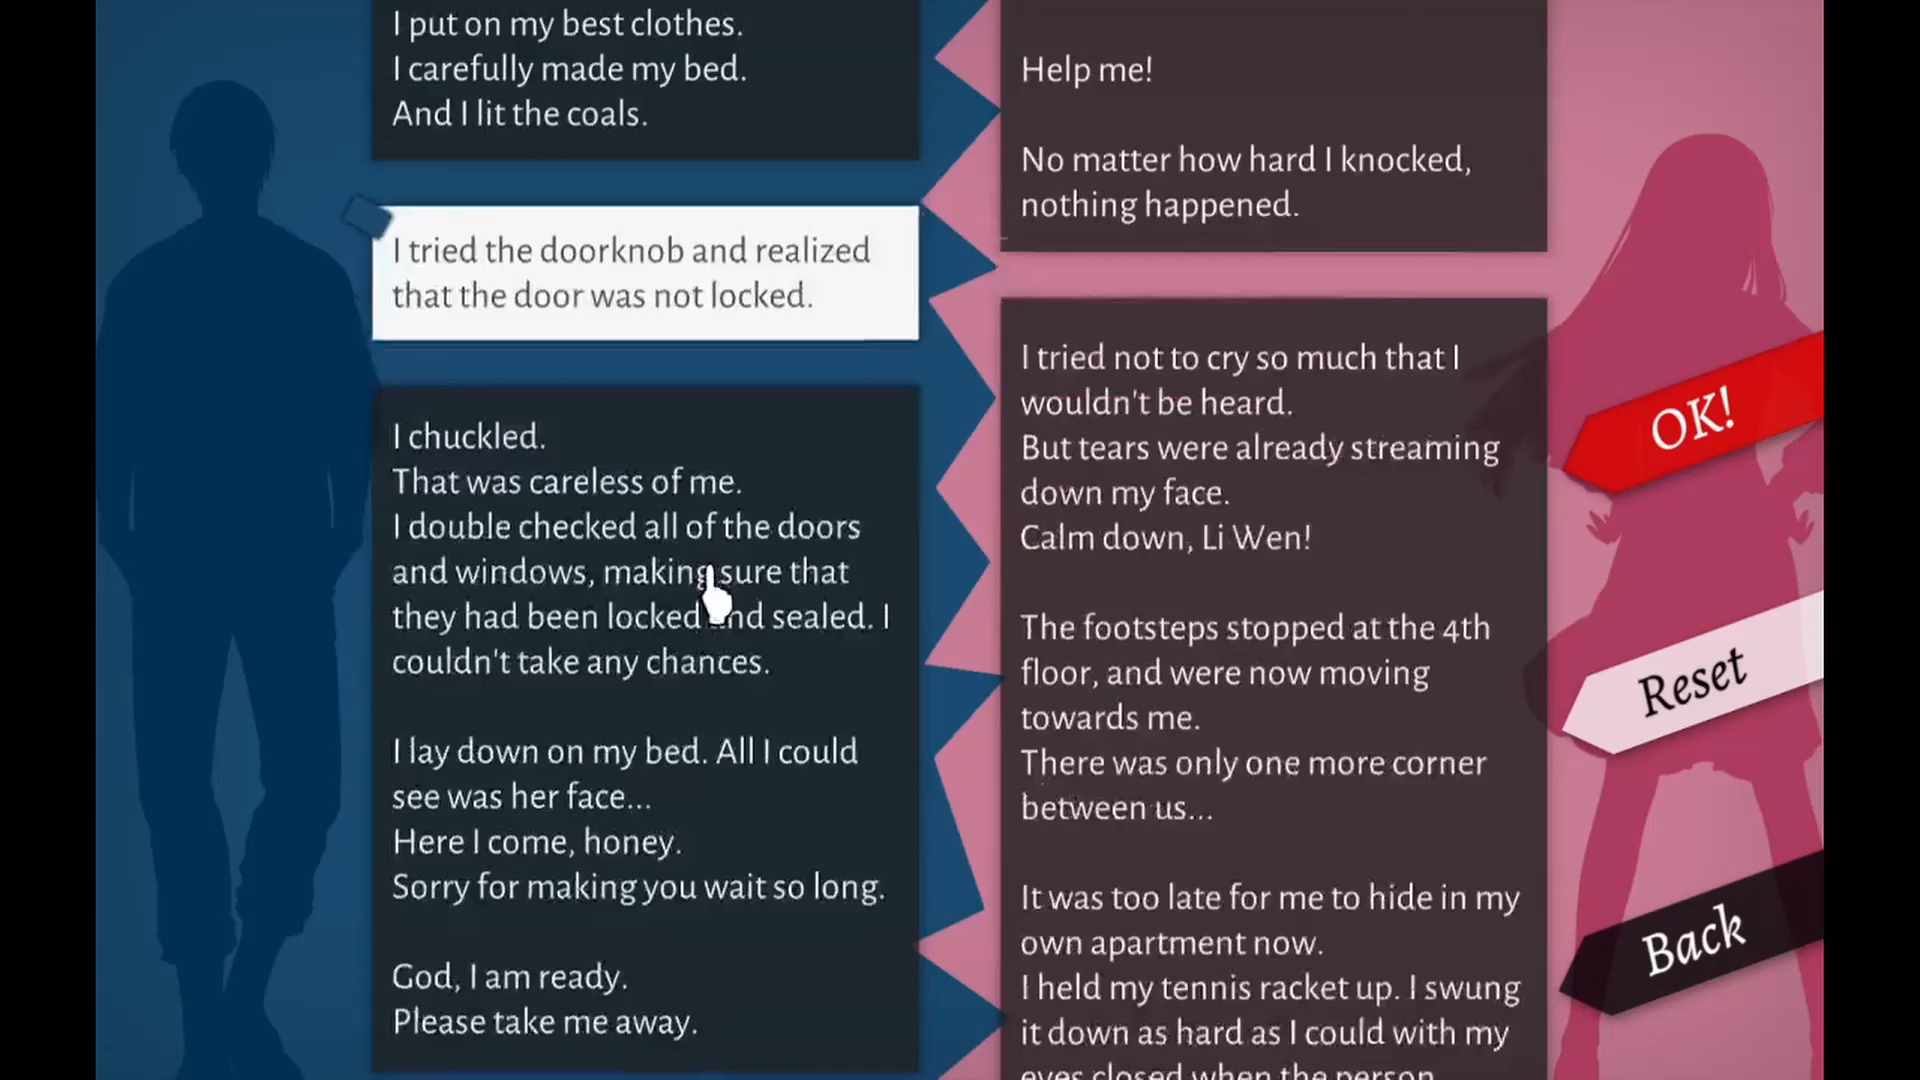 I put on my best clothes.
I carefully made my bed.
And I lit the coals.
I tried the doorknob and realized
that the door was not locked.
I chuckled.
That was careless of me.
I double checked all of the doors
and windows, making sure that
they had been locked and sealed. I
couldn't take any chances.
I lay down on my bed. All I could
see was her face...
Here I come, honey.
Sorry for making you wait so long.
God, I am ready.
Please take me away.
Help me!
No matter how hard I knocked,
nothing happened.
I tried not to cry so much that I
wouldn't be heard.
But tears were already streaming
down my face.
Calm down, Li Wen!
The footsteps stopped at the 4th
floor, and were now moving
towards me.
There was only one more corner
between us...
It was too late for me to hide in my
own apartment now.
I held my tennis racket up. I swung
it down as hard as I could with my
eyes closed when the person
OK!
Reset
Back